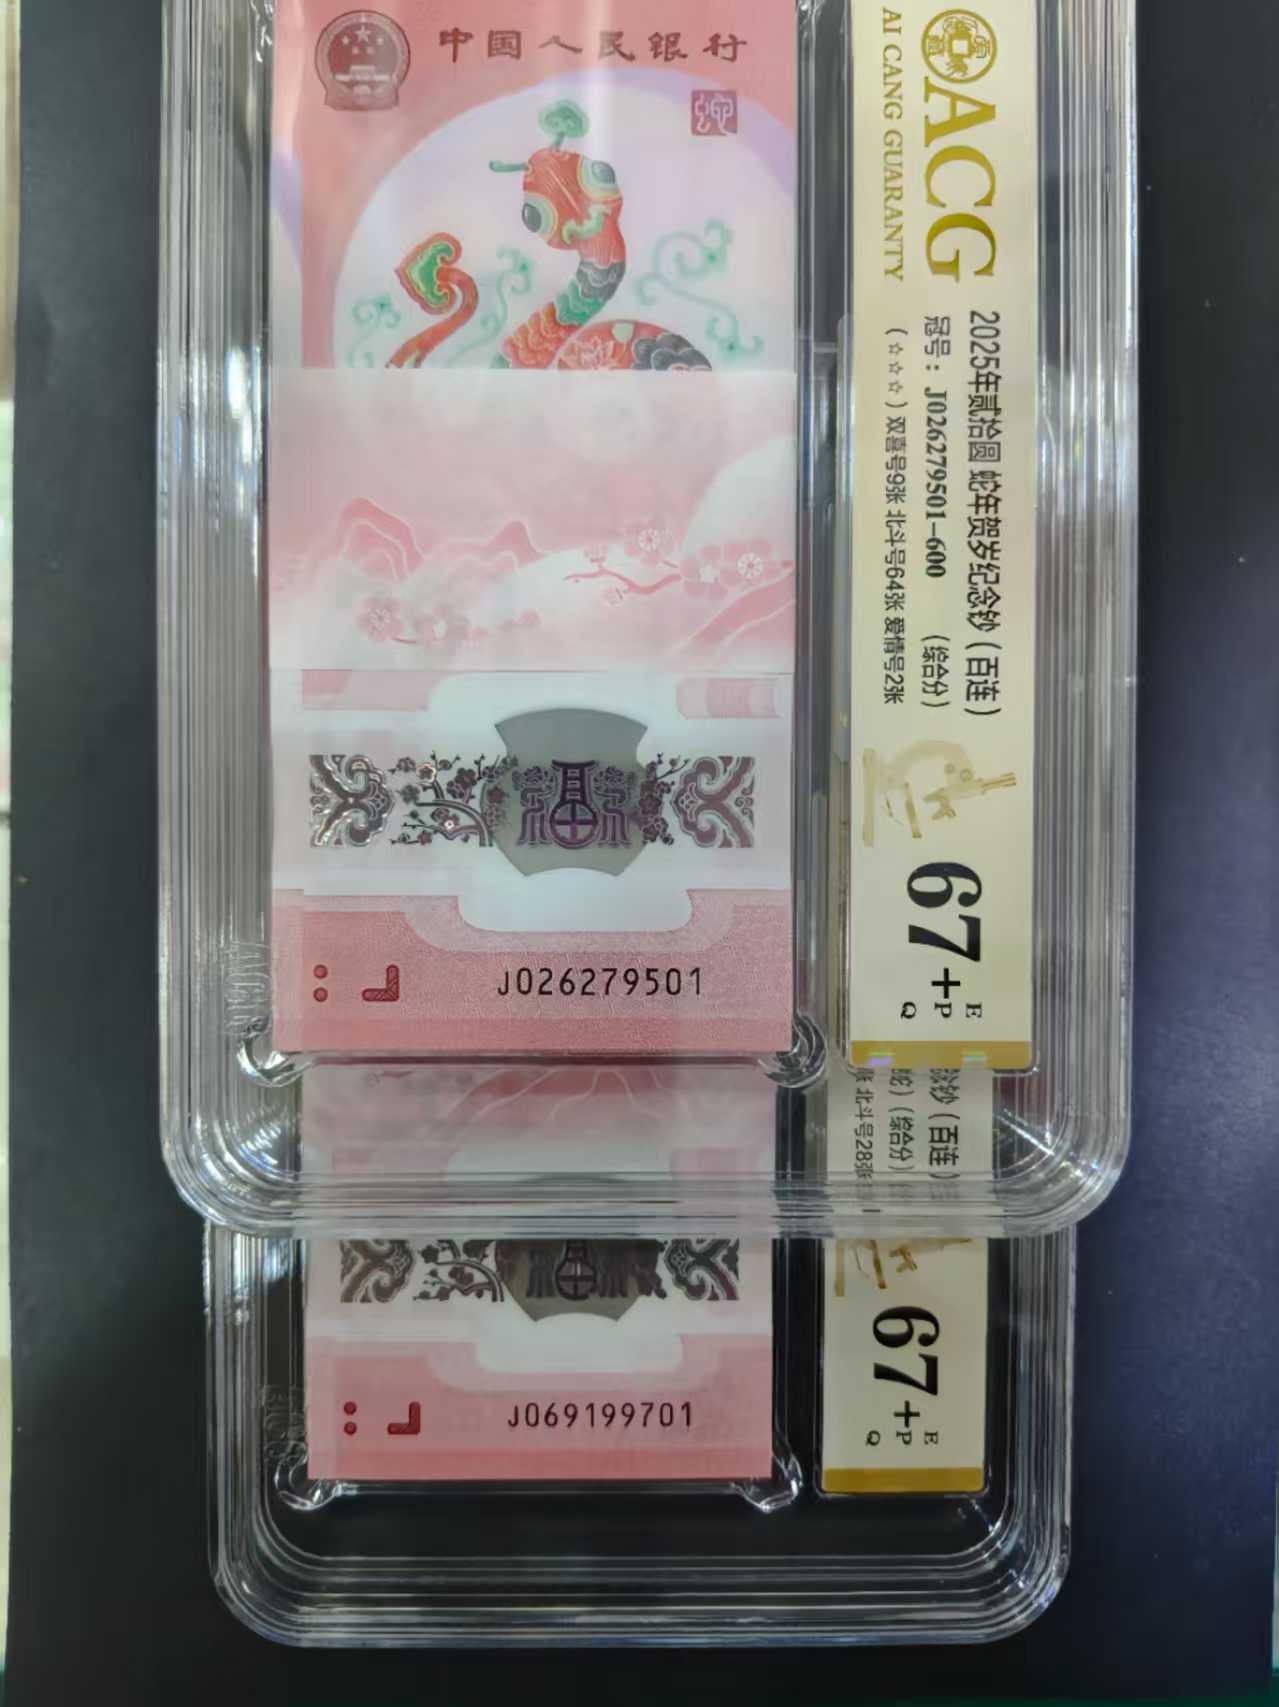 中国人民银行
ACG
AI CANG GUARANTY
2025年贰拾圆 蛇年贺岁纪念钞（百连）
冠号：J026279501-600 （综合分）
（☆☆☆）双喜号9张 北斗号64张 爱情号2张
67+
E
P
Q
J026279501
念钞（百连）
（综合分）
北斗号28张
67+
E
P
Q
J069199701